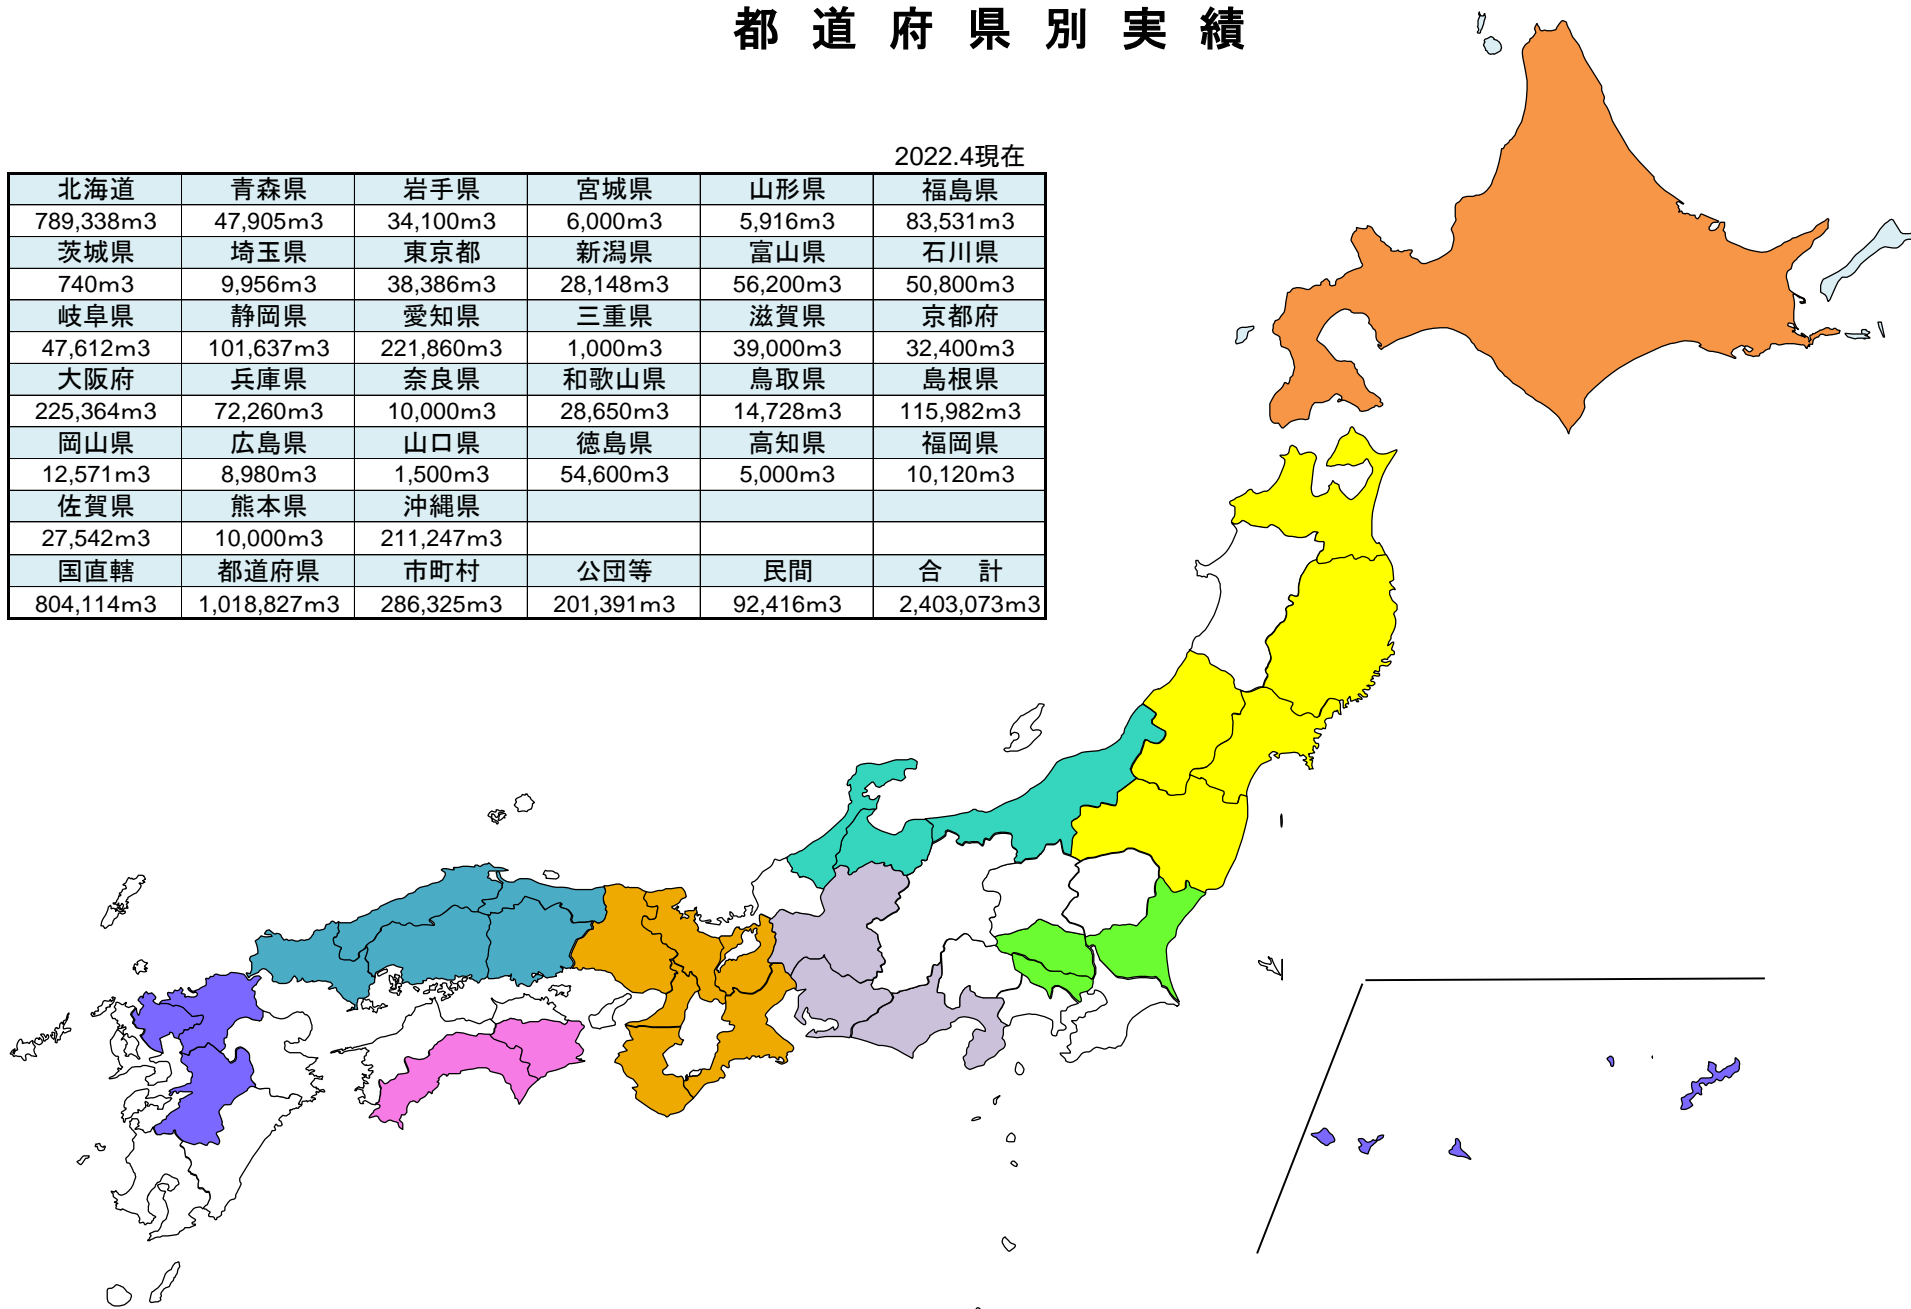 都道府県別実績
2022.4現在
北海道 青森県 岩手県 宮城県 山形県 福島県
789,338m3 47,905m3 34,100m3 6,000m3 5,916m3 83,531m3
茨城県 埼玉県 東京都 新潟県 富山県 石川県
740m3 9,956m3 38,386m3 28,148m3 56,200m3 50,800m3
岐阜県 静岡県 愛知県 三重県 滋賀県 京都府
47,612m3 101,637m3 221,860m3 1,000m3 39,000m3 32,400m3
大阪府 兵庫県 奈良県 和歌山県 鳥取県 島根県
225,364m3 72,260m3 10,000m3 28,650m3 14,728m3 115,982m3
岡山県 広島県 山口県 徳島県 高知県 福岡県
12,571m3 8,980m3 1,500m3 54,600m3 5,000m3 10,120m3
佐賀県 熊本県 沖縄県
27,542m3 10,000m3 211,247m3
国直轄 都道府県 市町村 公団等 民間 合 計
804,114m3 1,018,827m3 286,325m3 201,391m3 92,416m3 2,403,073m3